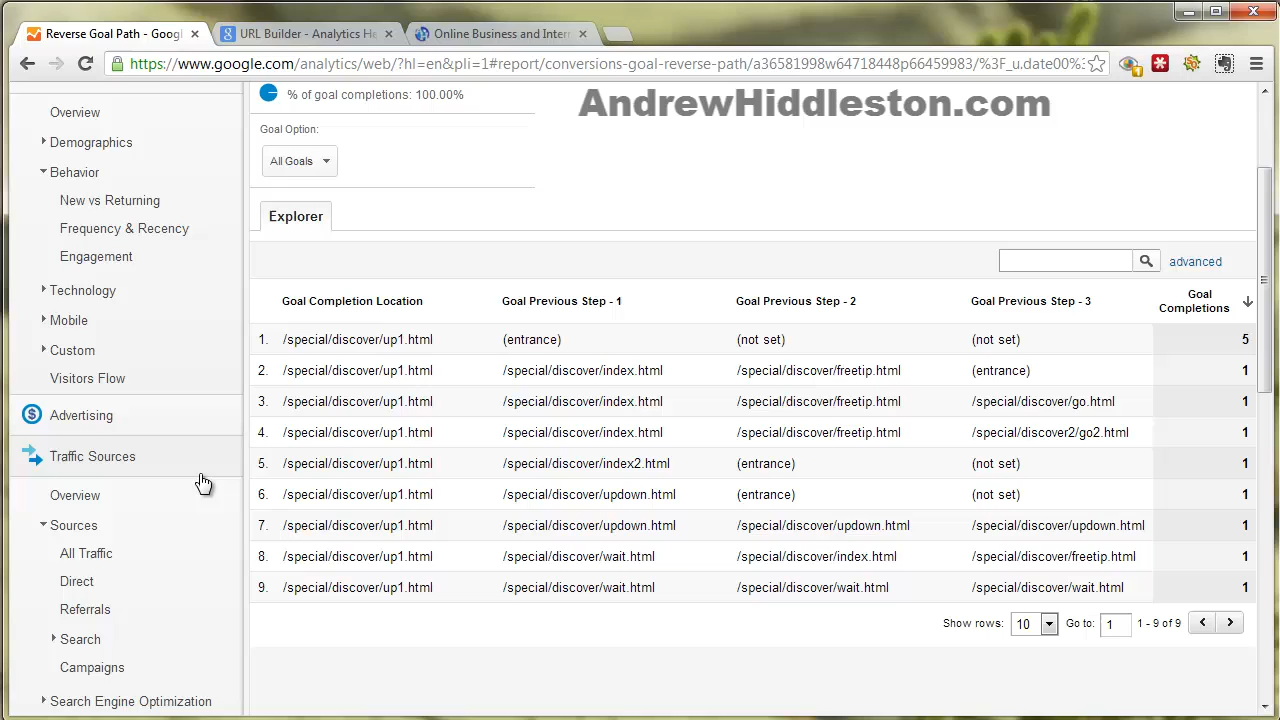 Reverse Goal Path - Googl
URL Builder - Analytics He
Online Business and Inter
https://www.google.com/analytics/web/?hl=en&pli=1#report/conversions-goal-reverse-path/a36581998w64718448p66459983/%3F_u.date00%3
Overview
Demographics
Behavior
New vs Returning
Frequency & Recency
Engagement
Technology
Mobile
Custom
Visitors Flow
Advertising
Traffic Sources
Overview
Sources
All Traffic
Direct
Referrals
Search
Campaigns
Search Engine Optimization
% of goal completions: 100.00%
AndrewHiddleston.com
Goal Option:
All Goals
Explorer
advanced
Goal Completion Location Goal Previous Step - 1 Goal Previous Step - 2 Goal Previous Step - 3 Goal Completions
1. /special/discover/up1.html (entrance) (not set) (not set) 5
2. /special/discover/up1.html /special/discover/index.html /special/discover/freetip.html (entrance) 1
3. /special/discover/up1.html /special/discover/index.html /special/discover/freetip.html /special/discover/go.html 1
4. /special/discover/up1.html /special/discover/index.html /special/discover/freetip.html /special/discover2/go2.html 1
5. /special/discover/up1.html /special/discover/index2.html (entrance) (not set) 1
6. /special/discover/up1.html /special/discover/updown.html (entrance) (not set) 1
7. /special/discover/up1.html /special/discover/updown.html /special/discover/updown.html /special/discover/updown.html 1
8. /special/discover/up1.html /special/discover/wait.html /special/discover/index.html /special/discover/freetip.html 1
9. /special/discover/up1.html /special/discover/wait.html /special/discover/wait.html /special/discover/wait.html 1
Show rows: 10 Go to: 1 1 - 9 of 9